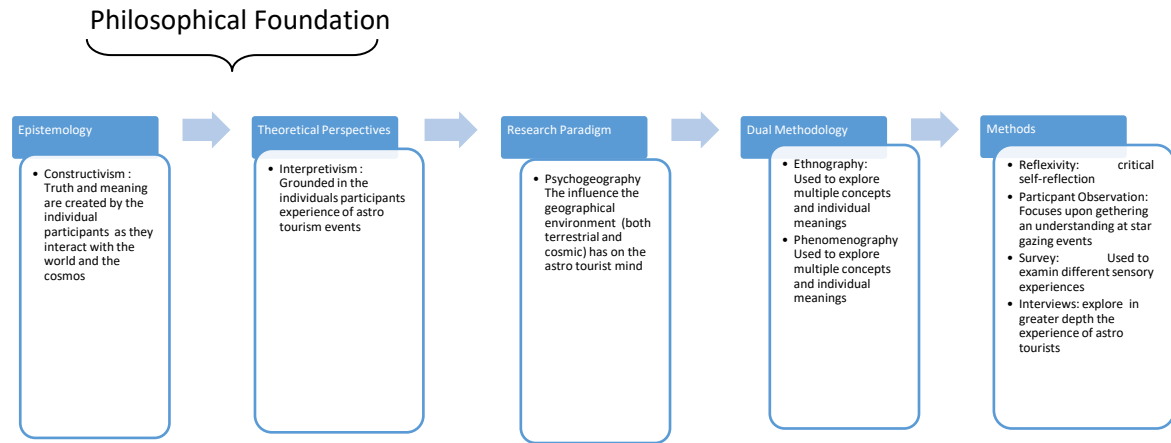 Philosophical Foundation
Epistemology
• Constructivism :
Truth and meaning
are created by the
individual
participants as they
interact with the
world and the
cosmos
Theoretical Perspectives
• Interpretivism :
Grounded in the
individuals participants
experience of astro
tourism events
Research Paradigm
• Psychogeography
The influence the
geographical
environment (both
terrestrial and
cosmic) has on the
astro tourist mind
Dual Methodology
• Ethnography:
Used to explore
multiple concepts
and individual
meanings
• Phenomenography
Used to explore
multiple concepts
and individual
meanings
Methods
• Reflexivity: critical
self-reflection
• Particpant Observation:
Focuses upon gethering
an understanding at star
gazing events
• Survey: Used to
examin different sensory
experiences
• Interviews: explore in
greater depth the
experience of astro
tourists